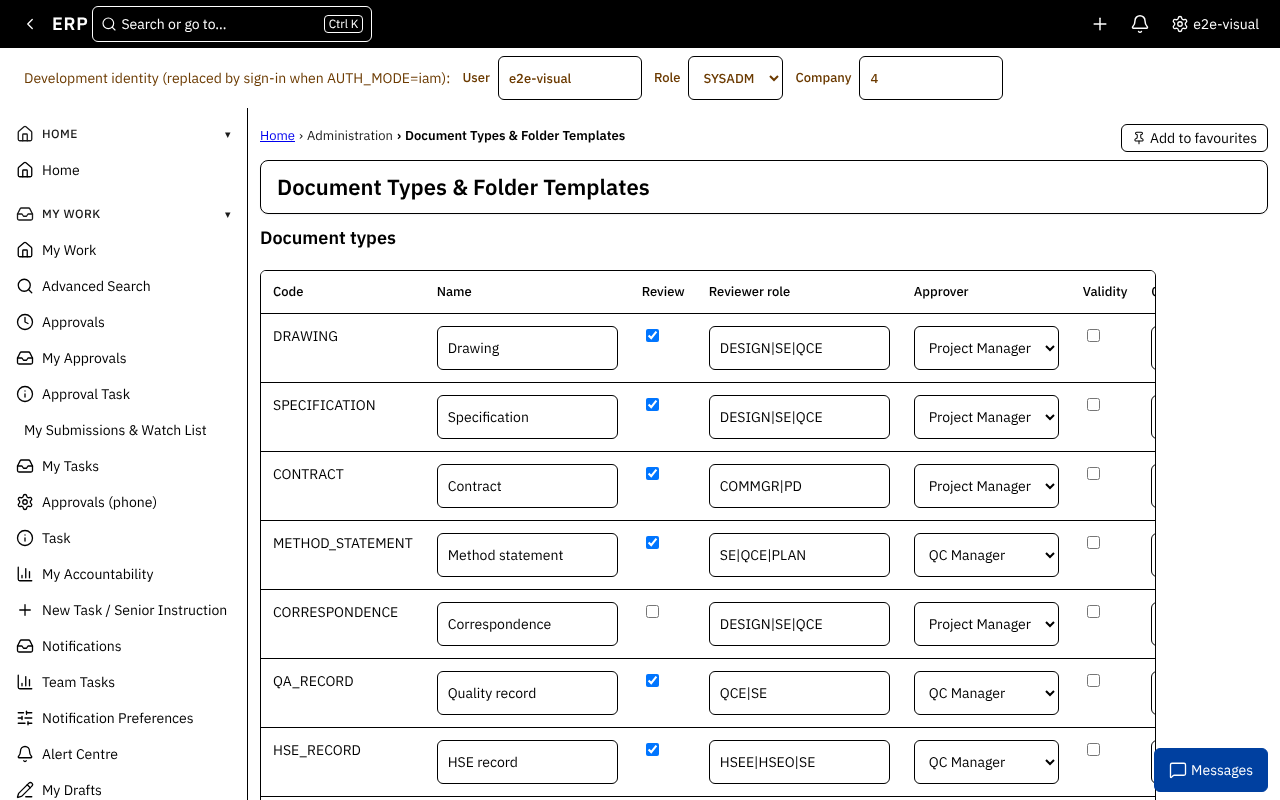 ERP Search or go to... Ctrl K e2e-visual
Development identity (replaced by sign-in when AUTH_MODE=iam): User e2e-visual Role SYSADM Company 4
HOME
Home
MY WORK
My Work
Advanced Search
Approvals
My Approvals
Approval Task
My Submissions & Watch List
My Tasks
Approvals (phone)
Task
My Accountability
New Task / Senior Instruction
Notifications
Team Tasks
Notification Preferences
Alert Centre
My Drafts
Home › Administration › Document Types & Folder Templates
Add to favourites
Document Types & Folder Templates
Document types
Code Name Review Reviewer role Approver Validity
DRAWING Drawing DESIGN|SE|QCE Project Manager
SPECIFICATION Specification DESIGN|SE|QCE Project Manager
CONTRACT Contract COMMGR|PD Project Manager
METHOD_STATEMENT Method statement SE|QCE|PLAN QC Manager
CORRESPONDENCE Correspondence DESIGN|SE|QCE Project Manager
QA_RECORD Quality record QCE|SE QC Manager
HSE_RECORD HSE record HSEE|HSEO|SE QC Manager
Messages